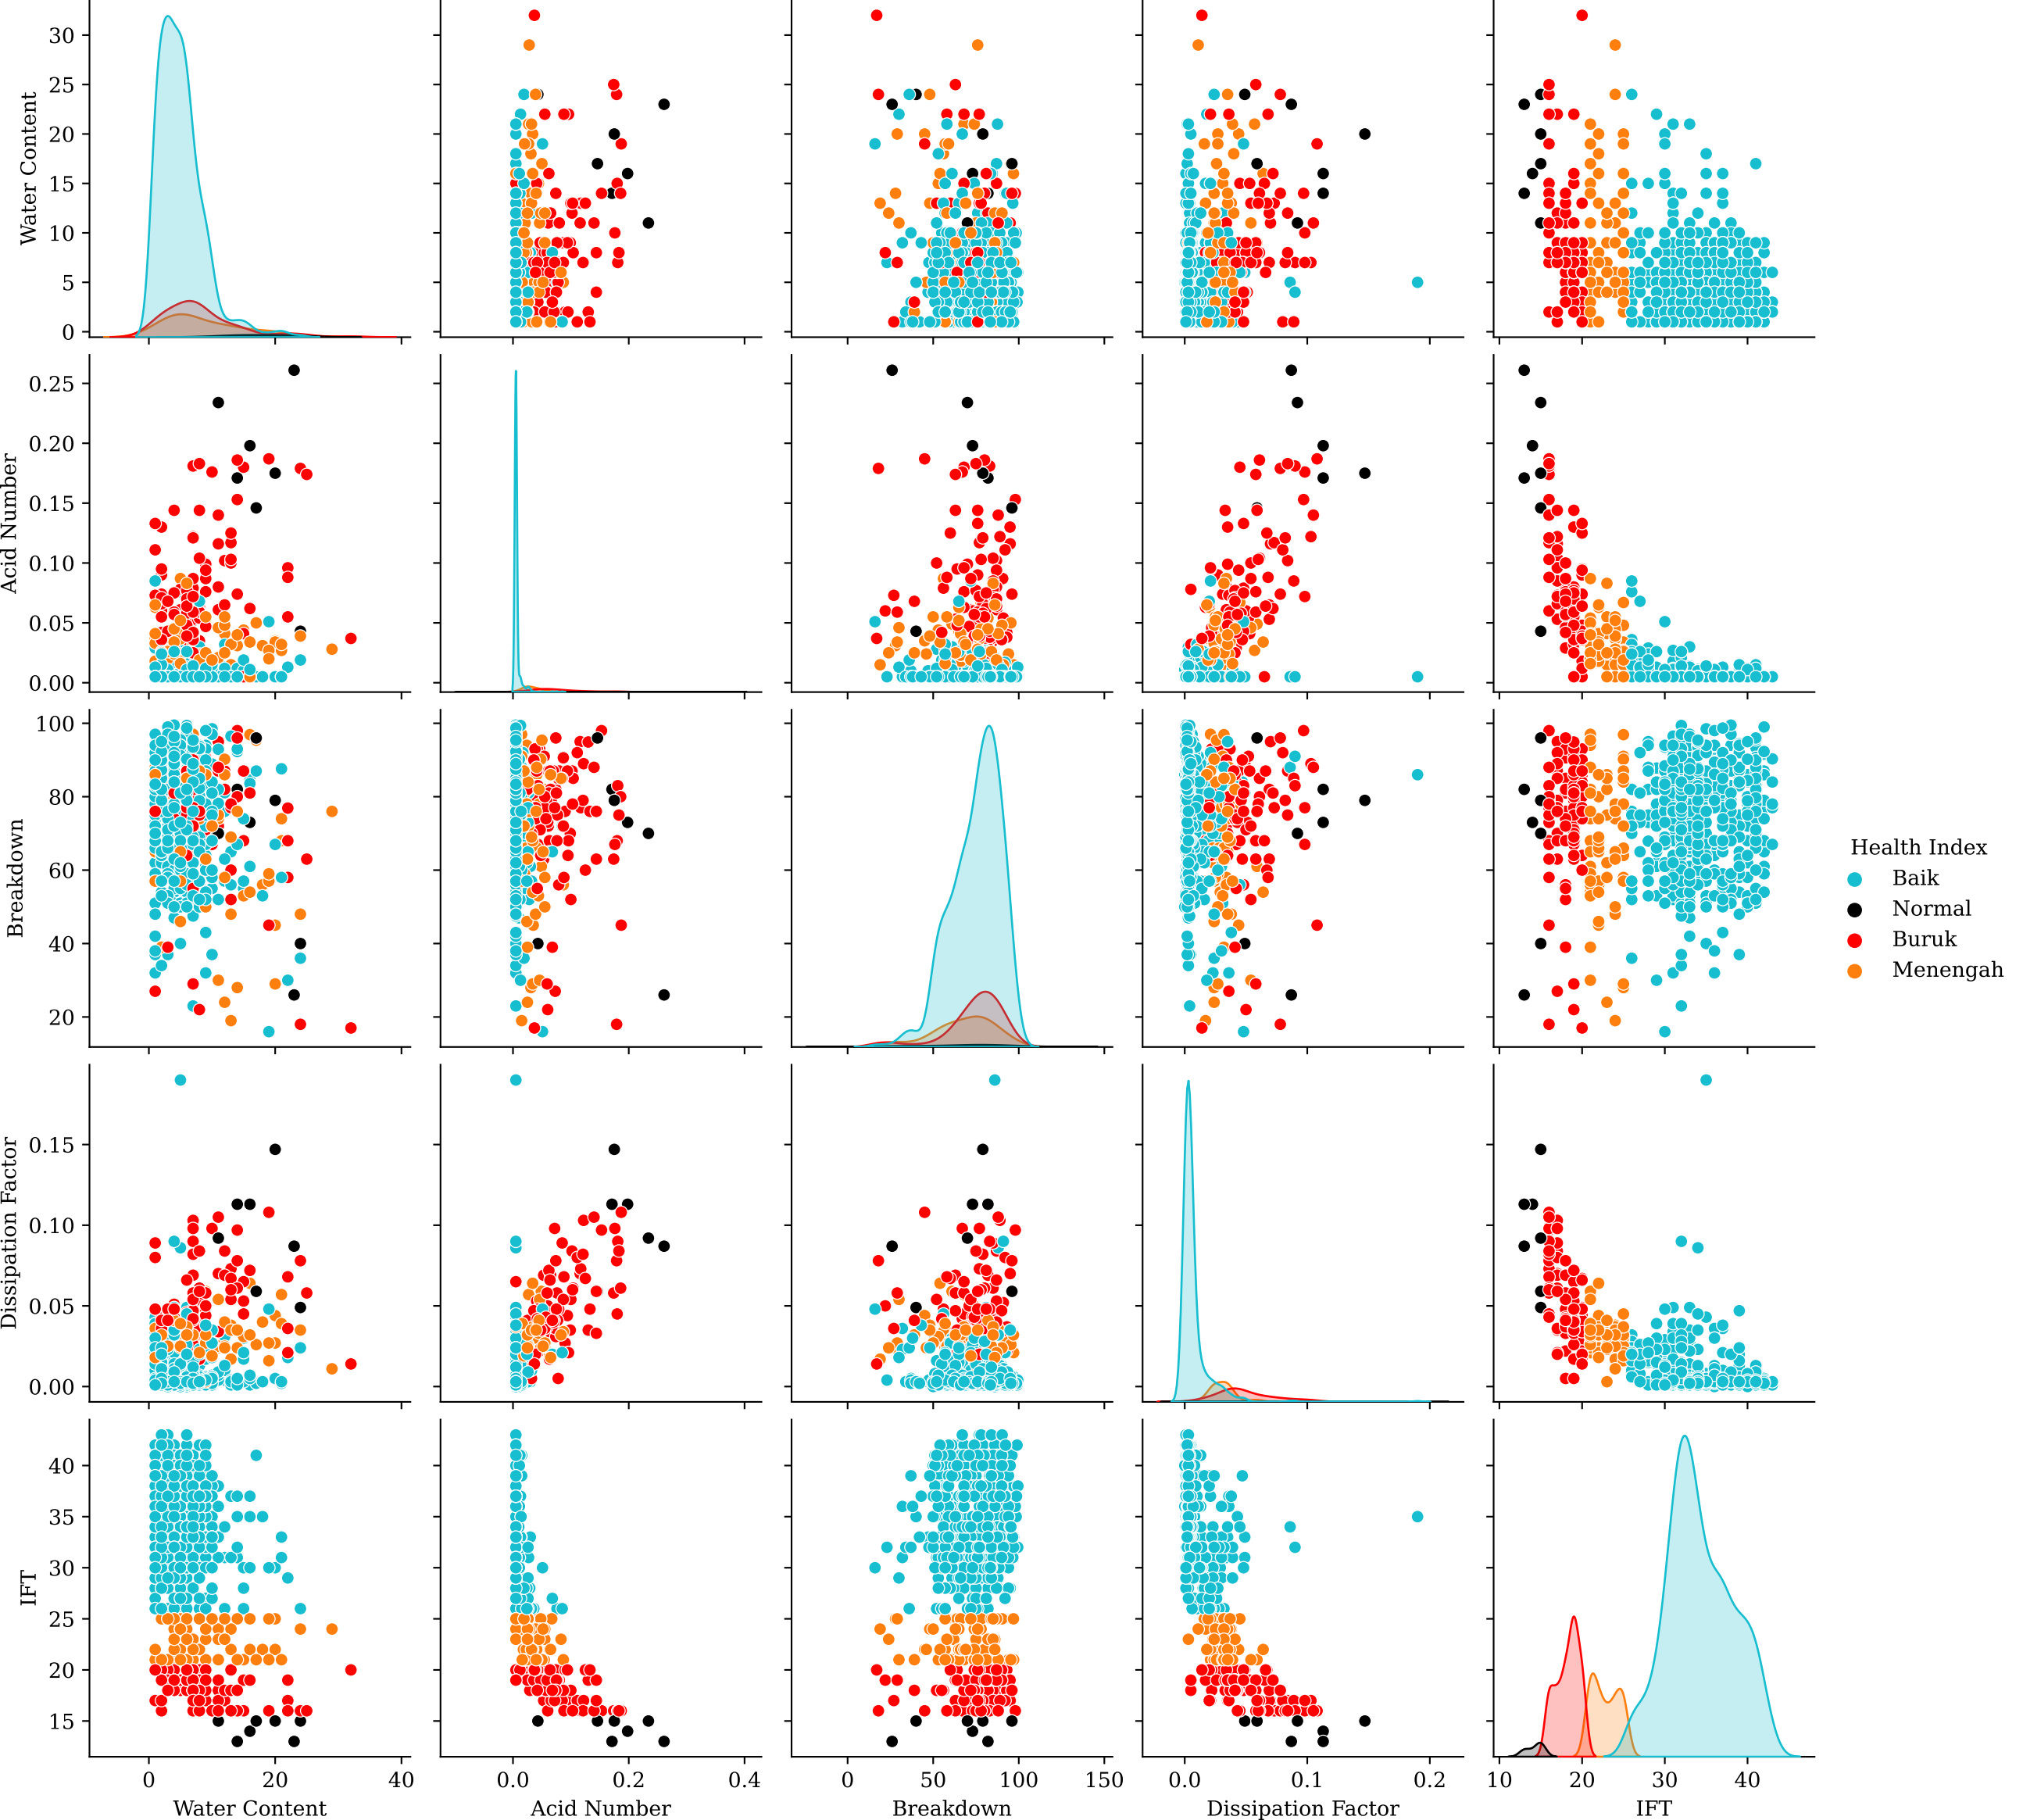 30
25
20
15
10
5
0
Water Content
0.25
0.20
0.15
0.10
0.05
0.00
Acid Number
100
80
60
40
20
Breakdown
0.15
0.10
0.05
0.00
Dissipation Factor
40
35
30
25
20
15
IFT
0 20 40
Water Content
0.0 0.2 0.4
Acid Number
0 50 100 150
Breakdown
0.0 0.1 0.2
Dissipation Factor
10 20 30 40
IFT
Health Index
Baik
Normal
Buruk
Menengah